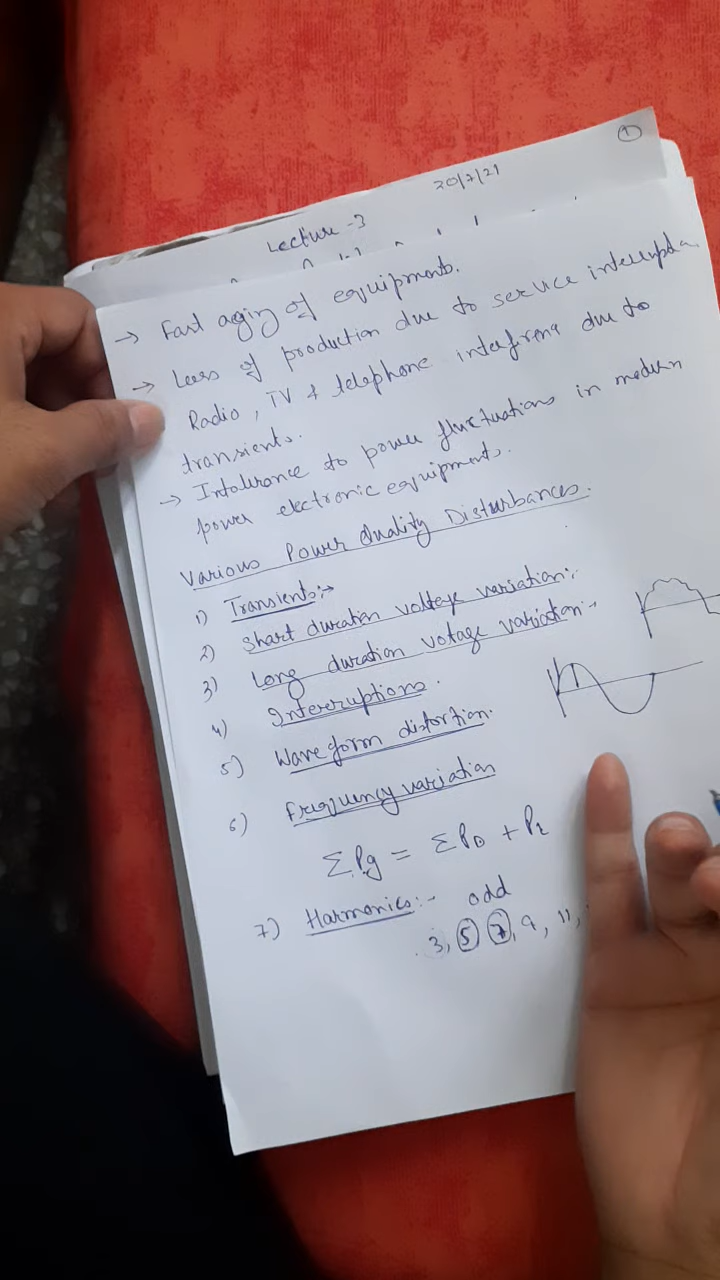 1
20/7/21
Lecture -3
→ Fast aging of equipments.
→ Loss of production due to service
Radio, TV & telephone due to
transients.
→ Intolerance to power fluctuations in modern
power electronic equipments.
Various Power Quality Disturbances.
1) Transients:-
2) Short duration voltage variation:-
3) Long duration votage variation:-
4) Interruptions.
5) Waveform distortion.
6) Frequency variation
ΣPg = ΣPD + PL
7) Harmonics:- odd
3, 5, 7, 9, 11,